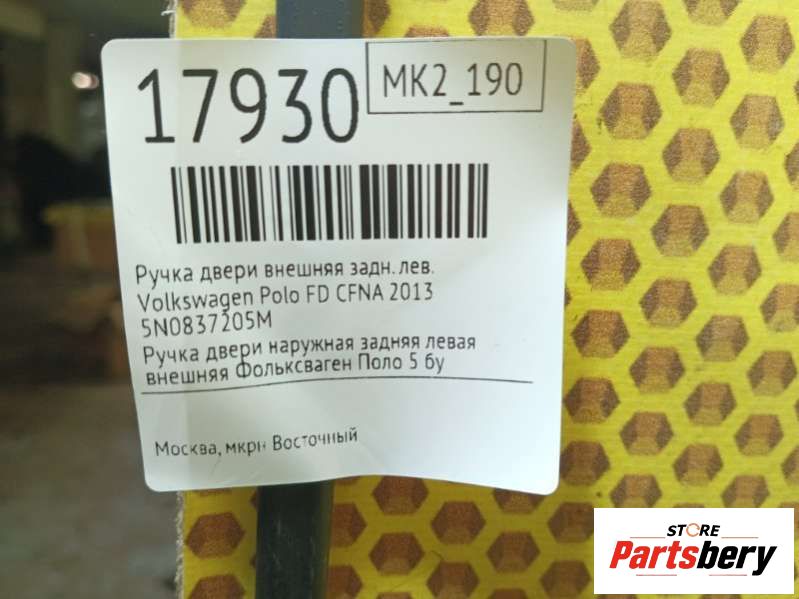 17930
MK2_190
Ручка двери внешняя задн. лев.
Volkswagen Polo FD CFNA 2013
5N0837205M
Ручка двери наружная задняя левая
внешняя Фольксваген Поло 5 бу
Москва, мкрн Восточный
STORE
Partsbery